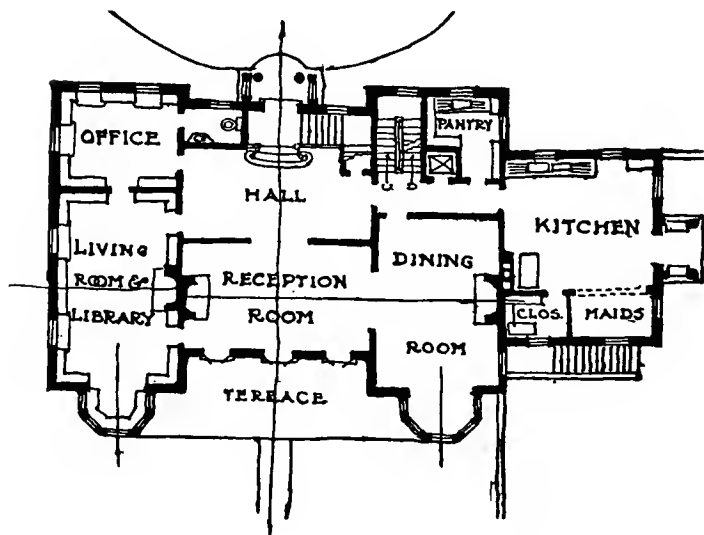 OFFICE
PANTRY
HALL
KITCHEN
LIVING
ROOM &
LIBRARY
RECEPTION
ROOM
DINING
ROOM
CLOS.
MAIDS
TERRACE
U D